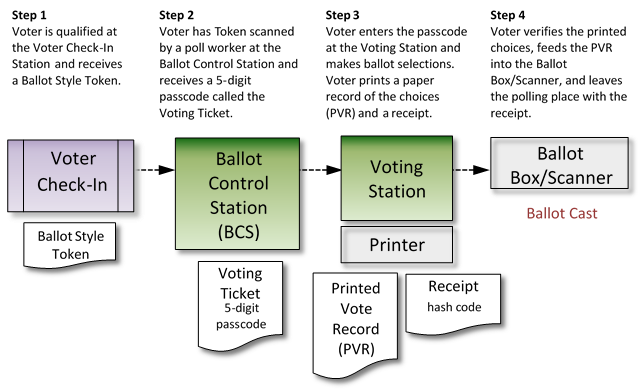 Step 1
Voter is qualified at
the Voter Check-In
Station and receives
a Ballot Style Token.
Step 2
Voter has Token scanned
by a poll worker at the
Ballot Control Station and
receives a 5-digit
passcode called the
Voting Ticket.
Step 3
Voter enters the passcode
at the Voting Station and
makes ballot selections.
Voter prints a paper
record of the choices
(PVR) and a receipt.
Step 4
Voter verifies the printed
choices, feeds the PVR
into the Ballot
Box/Scanner, and leaves
the polling place with the
receipt.
Voter
Check-In
Ballot
Control
Station
(BCS)
Voting
Station
Ballot
Box/Scanner
Ballot Cast
Ballot Style
Token
Printer
Voting
Ticket
5-digit
passcode
Printed
Vote
Record
(PVR)
Receipt
hash code